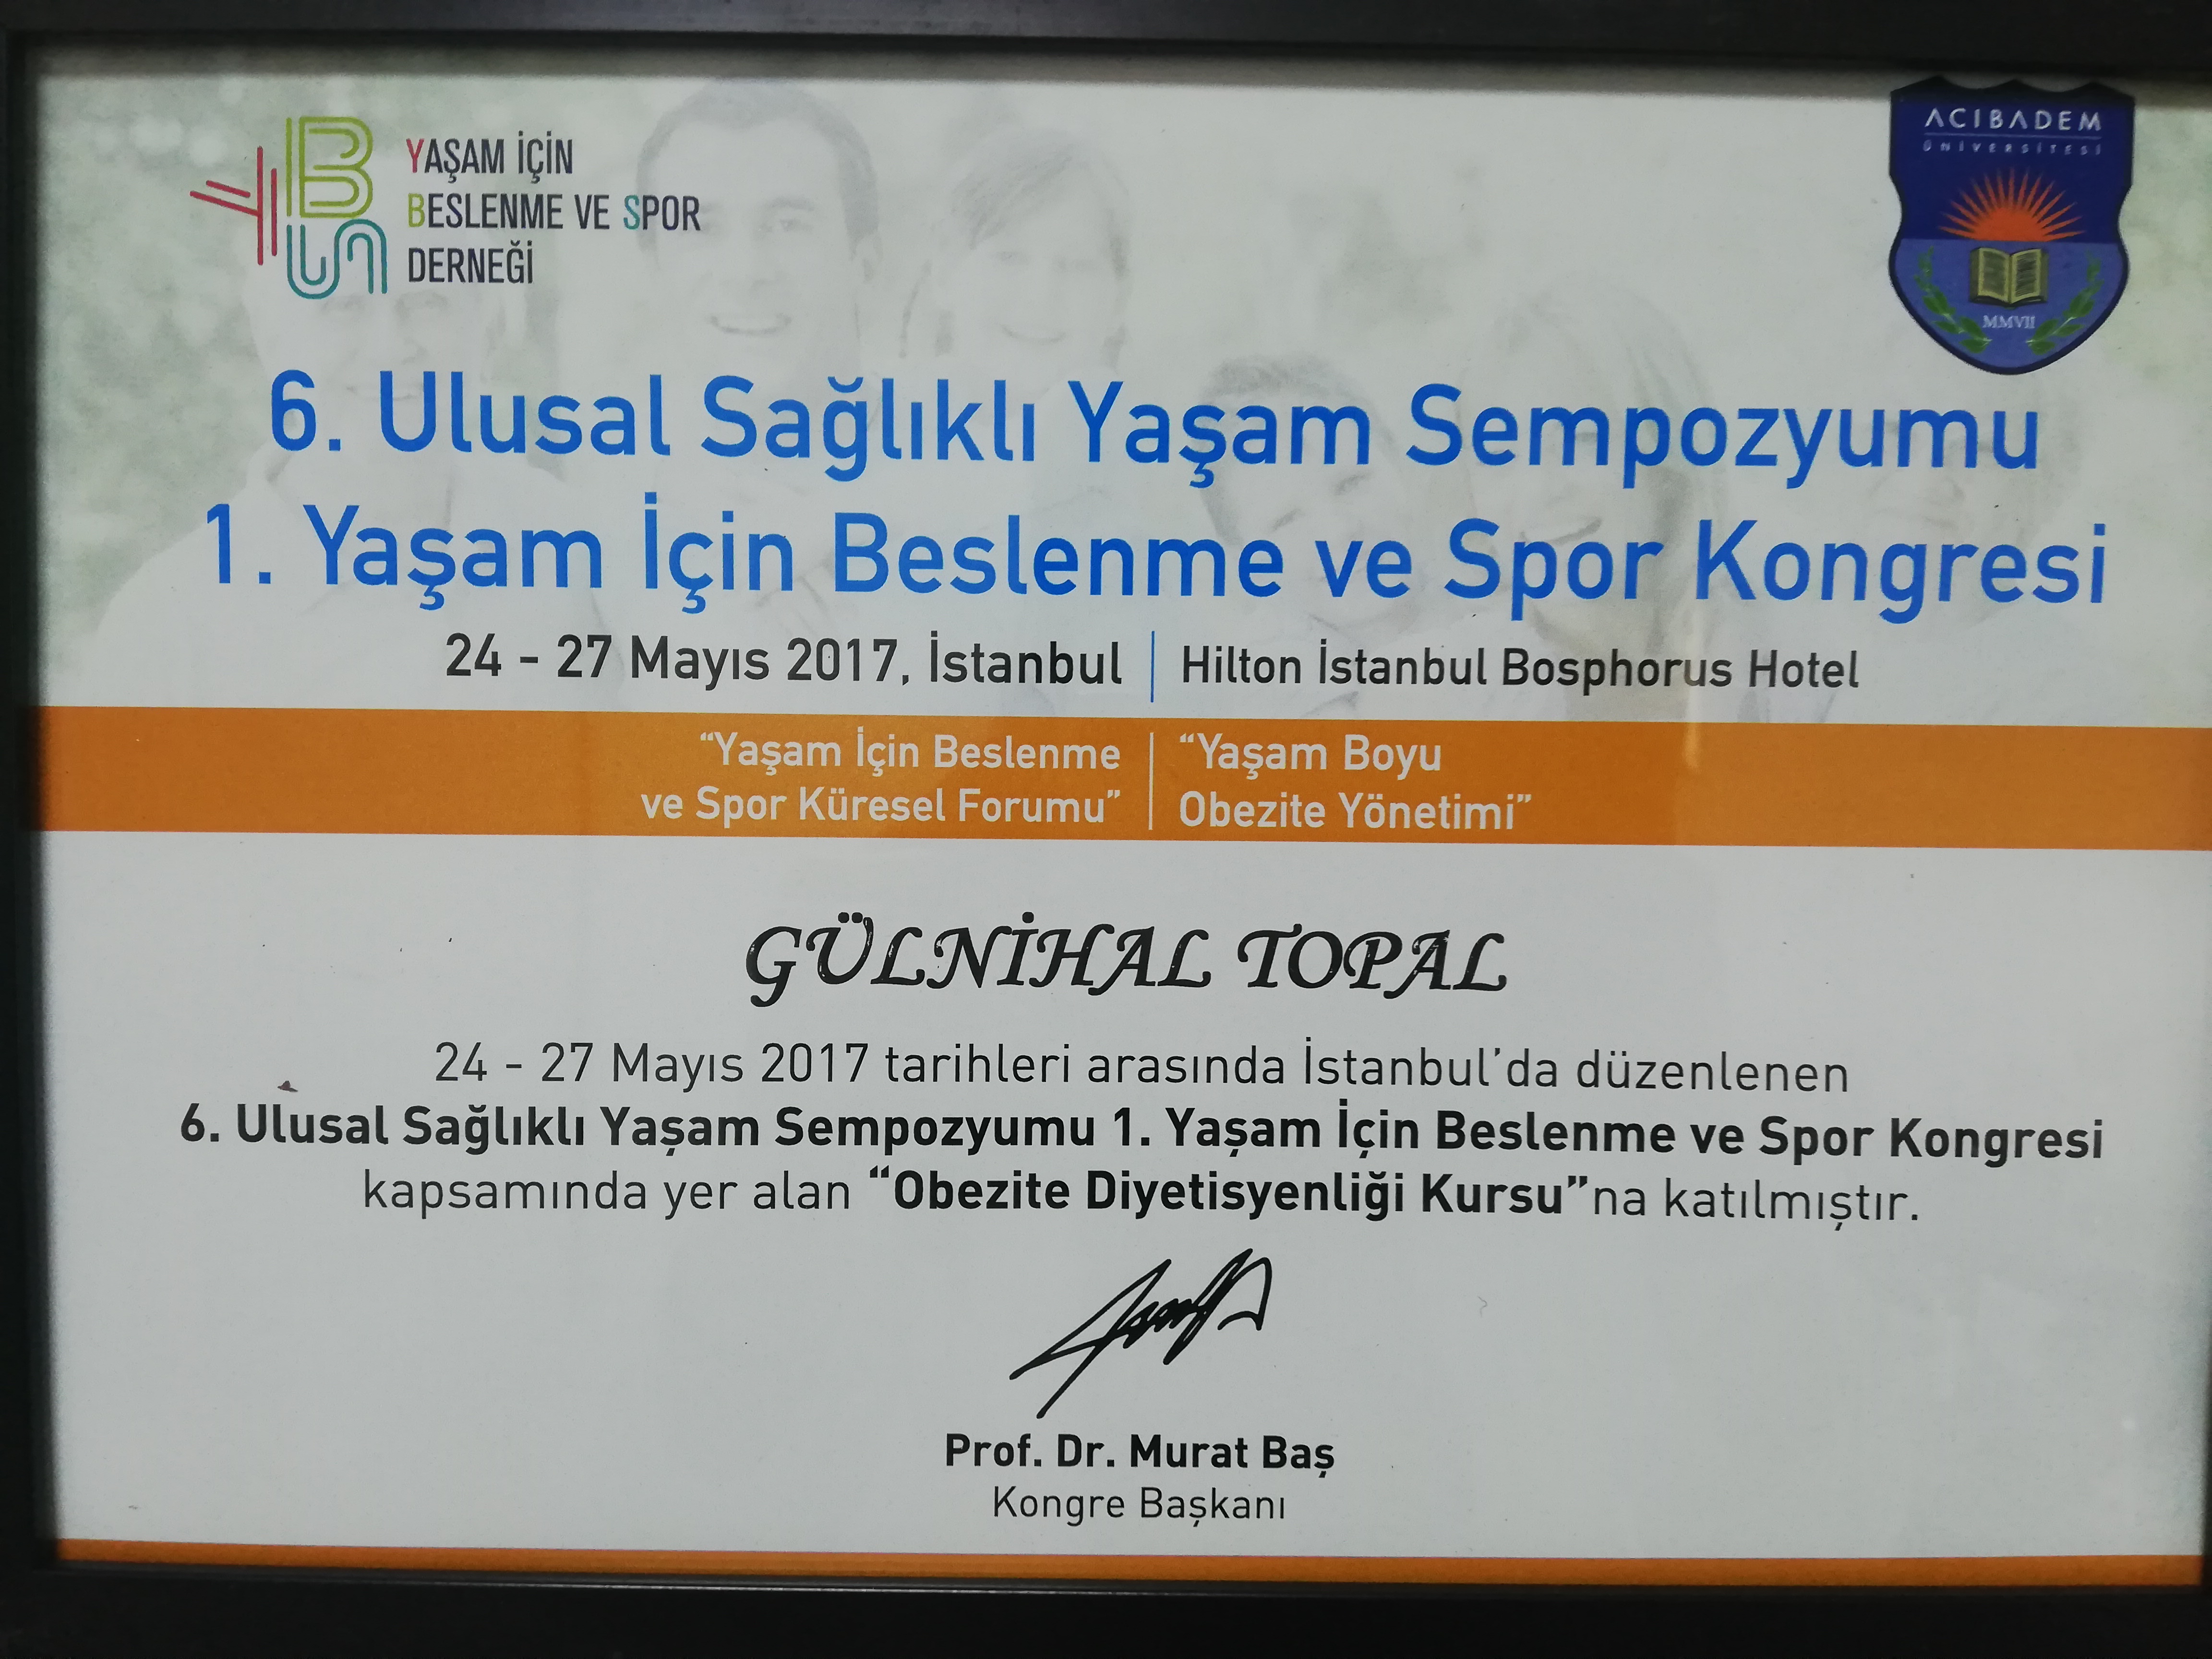 YAŞAM İÇİN
BESLENME VE SPOR
DERNEĞİ
ACIBADEM
ÜNİVERSİTESİ
MMVII
6. Ulusal Sağlıklı Yaşam Sempozyumu
1. Yaşam İçin Beslenme ve Spor Kongresi
24 - 27 Mayıs 2017, İstanbul | Hilton İstanbul Bosphorus Hotel
“Yaşam İçin Beslenme
ve Spor Küresel Forumu”
“Yaşam Boyu
Obezite Yönetimi”
GÜLNİHAL TOPAL
24 - 27 Mayıs 2017 tarihleri arasında İstanbul'da düzenlenen
6. Ulusal Sağlıklı Yaşam Sempozyumu 1. Yaşam İçin Beslenme ve Spor Kongresi
kapsamında yer alan “Obezite Diyetisyenliği Kursu”na katılmıştır.
Prof. Dr. Murat Baş
Kongre Başkanı